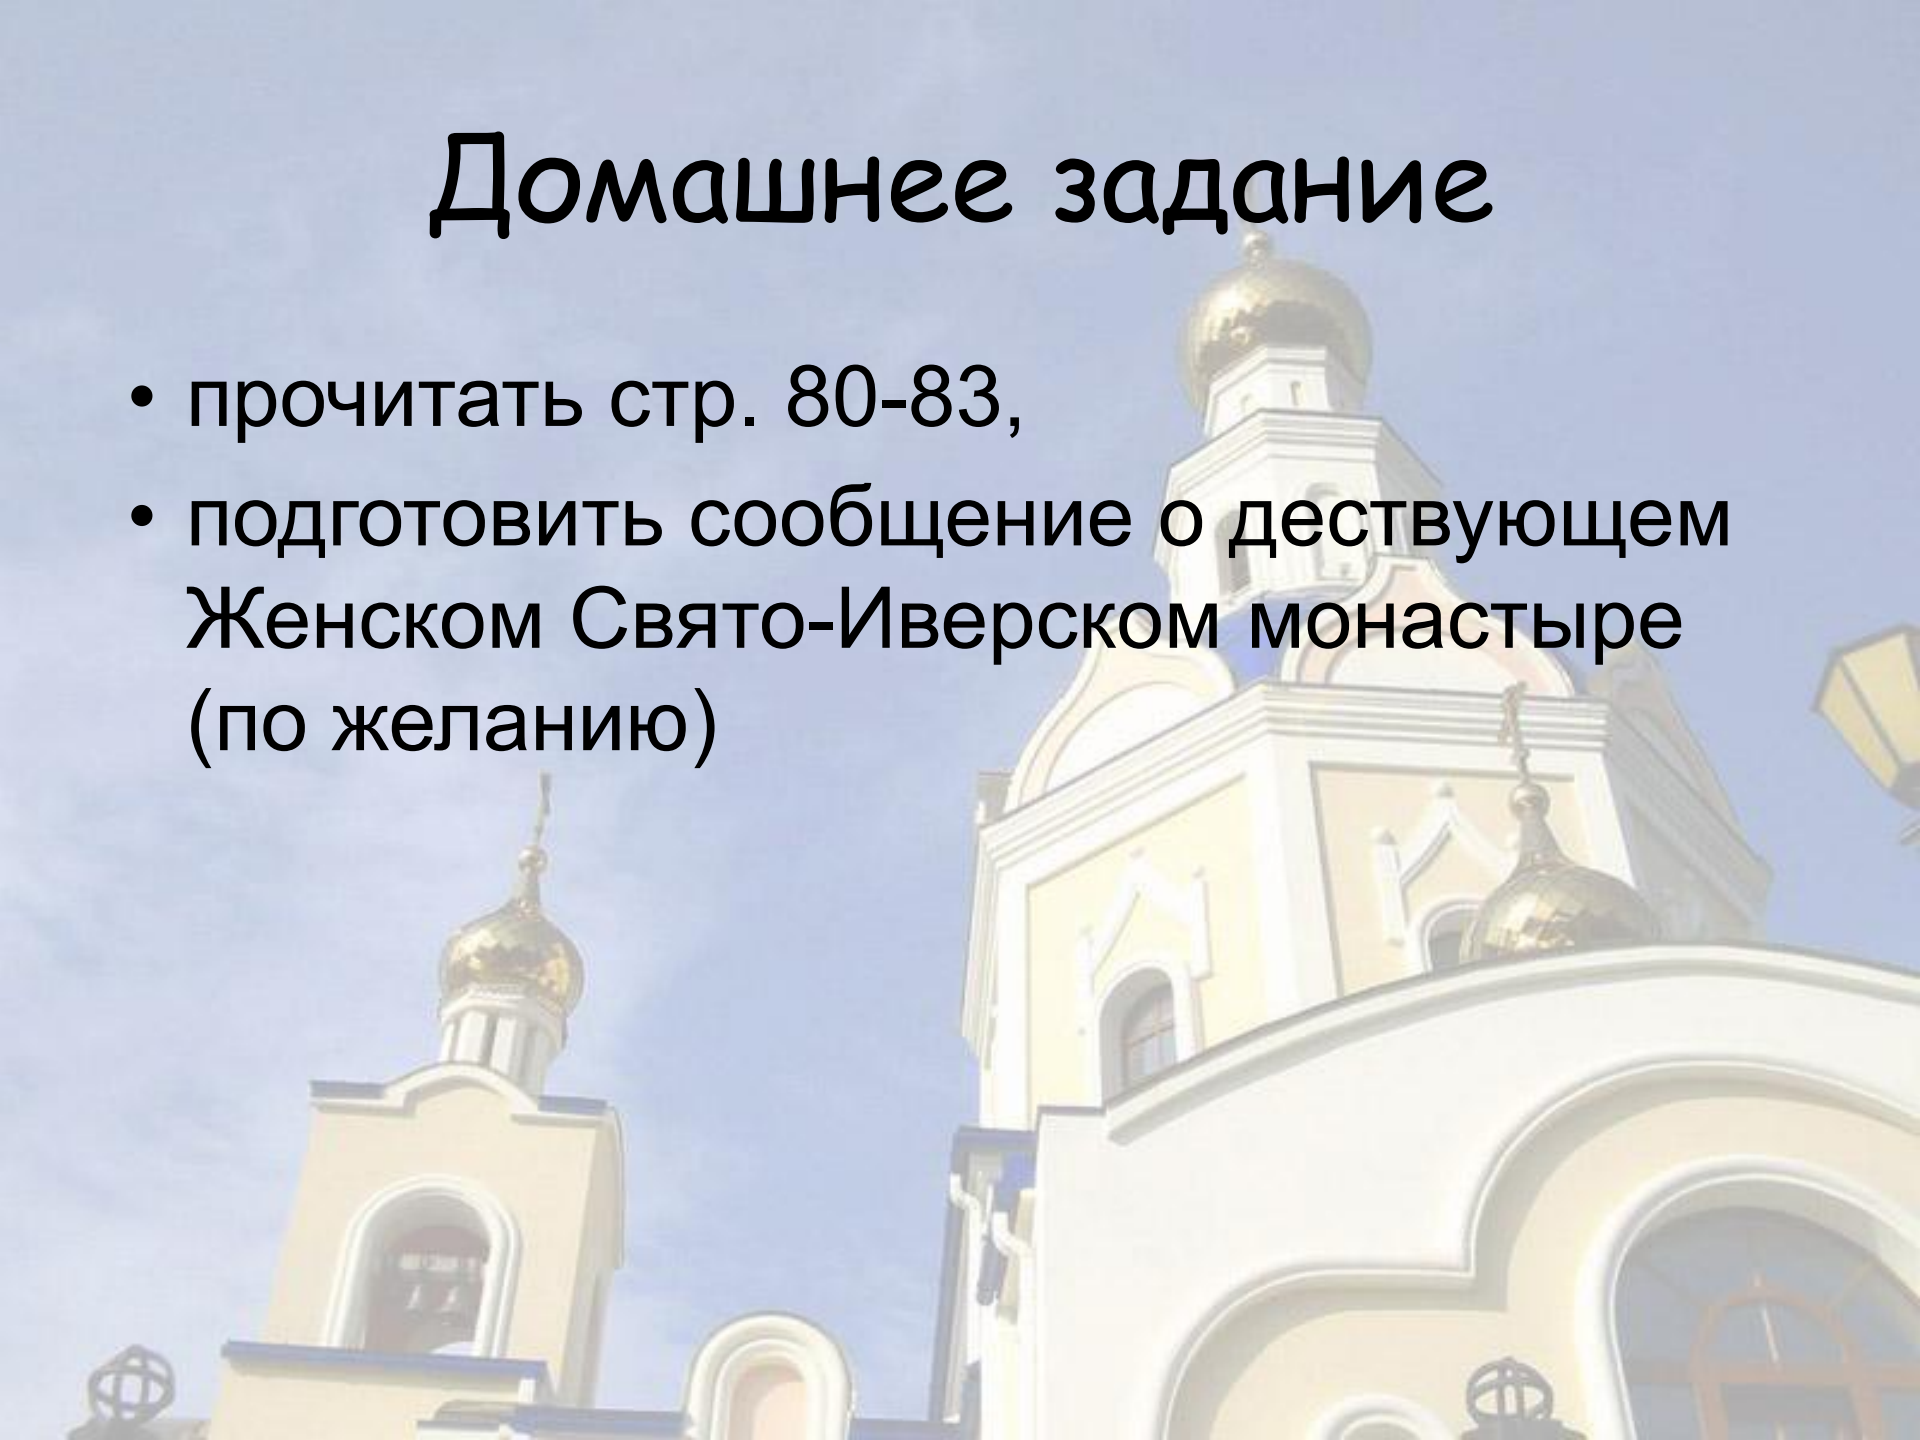 Домашнее задание
• прочитать стр. 80-83,
• подготовить сообщение о дествующем
Женском Свято-Иверском монастыре
(по желанию)